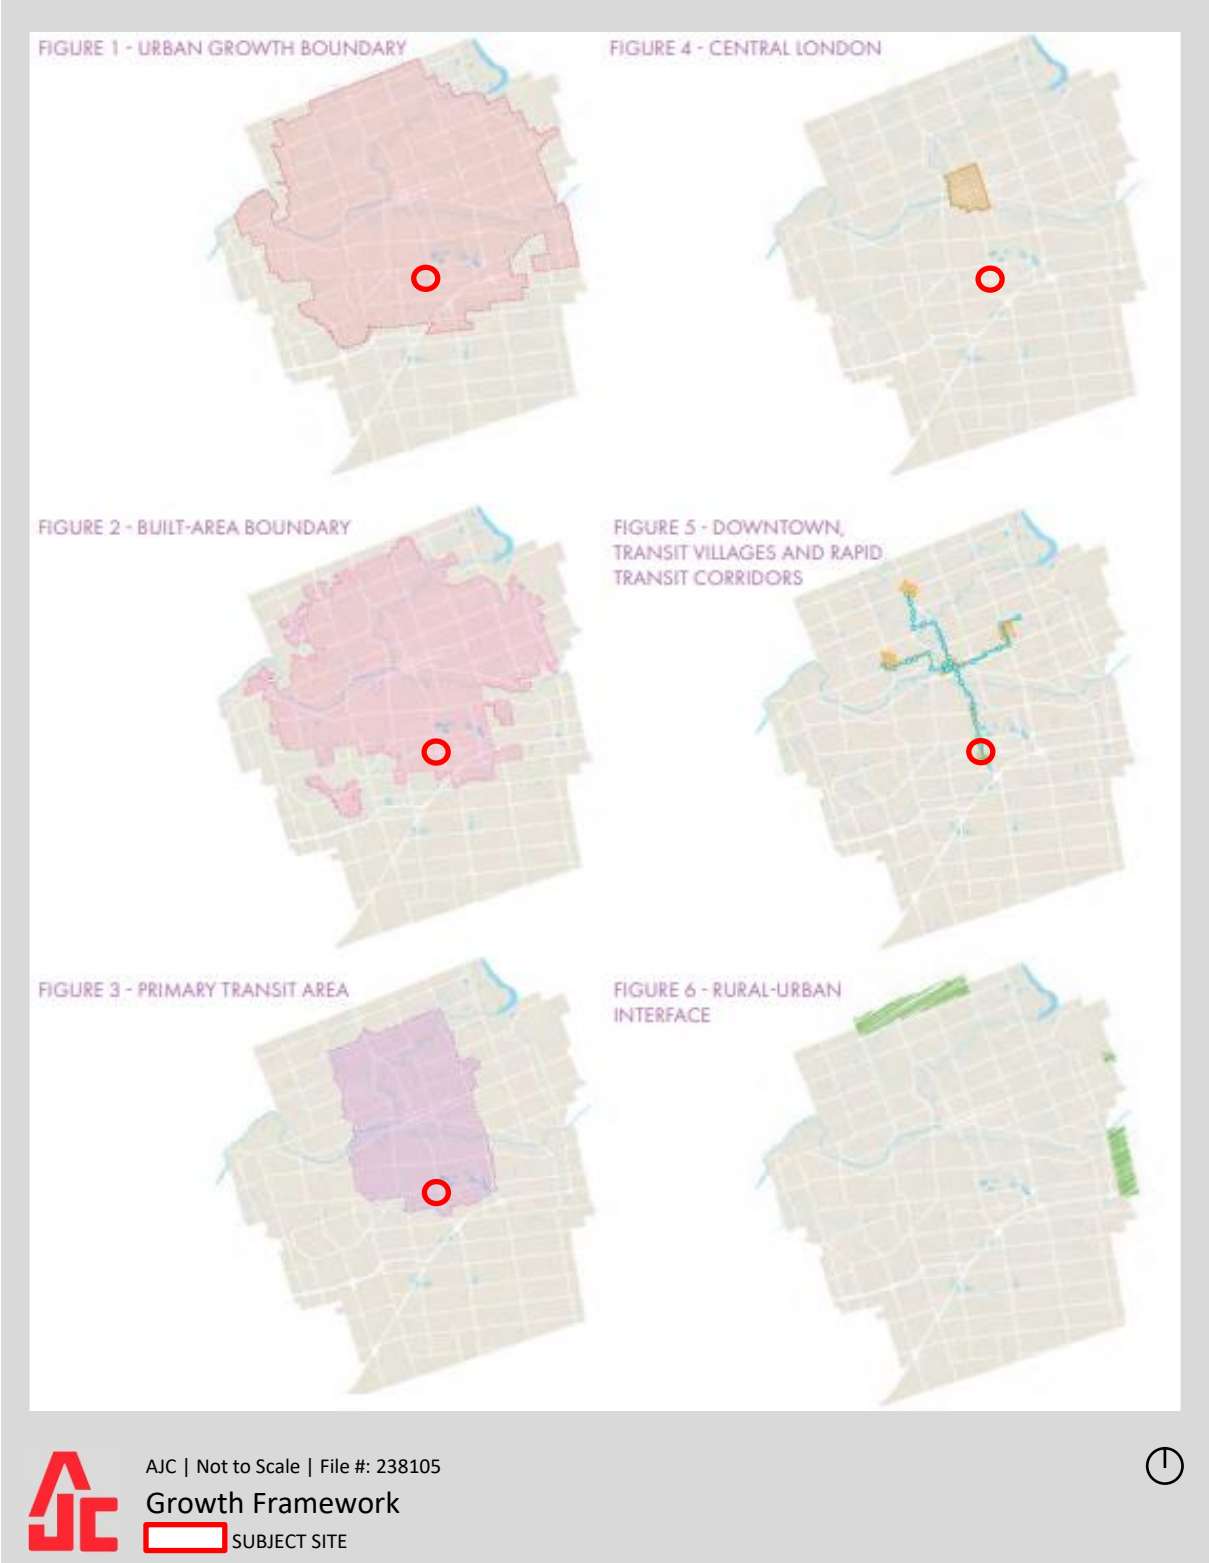 FIGURE 1 - URBAN GROWTH BOUNDARY
FIGURE 4 - CENTRAL LONDON
FIGURE 2 - BUILT-AREA BOUNDARY
FIGURE 5 - DOWNTOWN,
TRANSIT VILLAGES AND RAPID
TRANSIT CORRIDORS
FIGURE 3 - PRIMARY TRANSIT AREA
FIGURE 6 - RURAL-URBAN
INTERFACE
AJC
AJC | Not to Scale | File #: 238105
Growth Framework
SUBJECT SITE